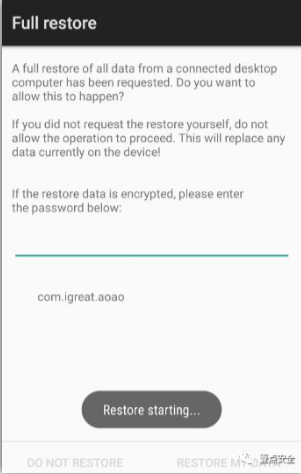 Full restore
A full restore of all data from a connected desktop
computer has been requested. Do you want to
allow this to happen?
If you did not request the restore yourself, do not
allow the operation to proceed. This will replace any
data currently on the device!
If the restore data is encrypted, please enter
the password below:
com.igreat.aoao
Restore starting...
DO NOT RESTORE
RESTORE MY DATA
安全